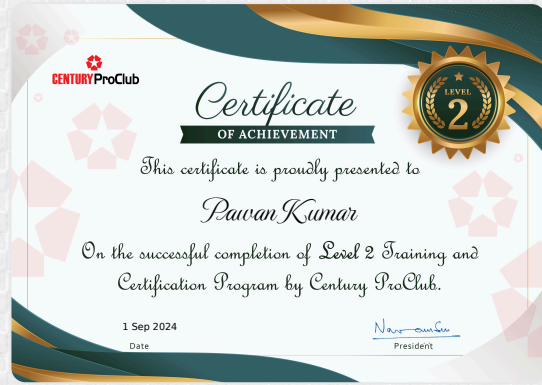 CENTURY ProClub
Certificate
OF ACHIEVEMENT
LEVEL
2
This certificate is proudly presented to
Pawan Kumar
On the successful completion of Level 2 Training and
Certification Program by Century ProClub.
1 Sep 2024
Date
President